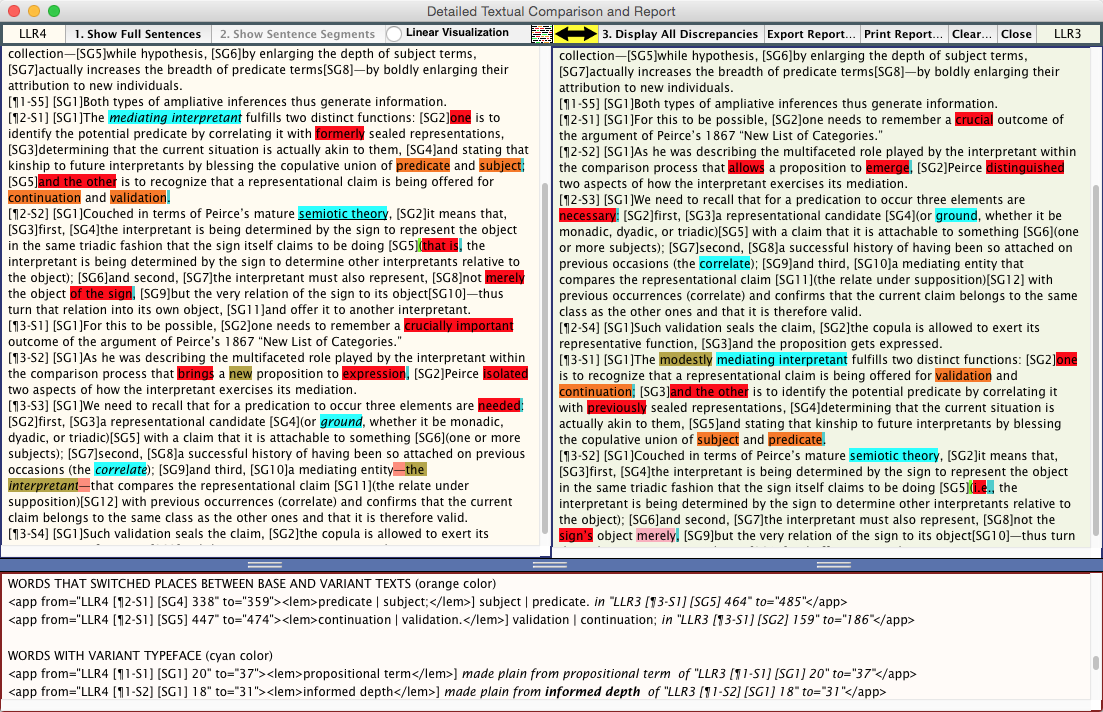 Detailed Textual Comparison and Report
LLR4 1. Show Full Sentences 2. Show Sentence Segments Linear Visualization 3. Display All Discrepancies Export Report... Print Report... Clear... Close LLR3
collection—[SG5]while hypothesis, [SG6]by enlarging the depth of subject terms,
[SG7]actually increases the breadth of predicate terms[SG8]—by boldly enlarging their
attribution to new individuals.
[¶1-S5] [SG1]Both types of ampliative inferences thus generate information.
[¶2-S1] [SG1]The mediating interpretant fulfills two distinct functions: [SG2]one is to
identify the potential predicate by correlating it with formerly sealed representations,
[SG3]determining that the current situation is actually akin to them, [SG4]and stating that
kinship to future interpretants by blessing the copulative union of predicate and subject;
[SG5]and the other is to recognize that a representational claim is being offered for
continuation and validation.
[¶2-S2] [SG1]Couched in terms of Peirce's mature semiotic theory, [SG2]it means that,
[SG3]first, [SG4]the interpretant is being determined by the sign to represent the object
in the same triadic fashion that the sign itself claims to be doing [SG5](that is, the
interpretant is being determined by the sign to determine other interpretants relative to
the object); [SG6]and second, [SG7]the interpretant must also represent, [SG8]not merely
the object of the sign, [SG9]but the very relation of the sign to its object[SG10]—thus
turn that relation into its own object, [SG11]and offer it to another interpretant.
[¶3-S1] [SG1]For this to be possible, [SG2]one needs to remember a crucially important
outcome of the argument of Peirce's 1867 "New List of Categories."
[¶3-S2] [SG1]As he was describing the multifaceted role played by the interpretant within
the comparison process that brings a new proposition to expression, [SG2]Peirce isolated
two aspects of how the interpretant exercises its mediation.
[¶3-S3] [SG1]We need to recall that for a predication to occur three elements are needed:
[SG2]first, [SG3]a representational candidate [SG4](or ground, whether it be monadic,
dyadic, or triadic)[SG5] with a claim that it is attachable to something [SG6](one or more
subjects); [SG7]second, [SG8]a successful history of having been so attached on previous
occasions (the correlate); [SG9]and third, [SG10]a mediating entity—the
interpretant—that compares the representational claim [SG11](the relate under
supposition)[SG12] with previous occurrences (correlate) and confirms that the current
claim belongs to the same class as the other ones and that it is therefore valid.
[¶3-S4] [SG1]Such validation seals the claim, [SG2]the copula is allowed to exert its
collection—[SG5]while hypothesis, [SG6]by enlarging the depth of subject terms,
[SG7]actually increases the breadth of predicate terms[SG8]—by boldly enlarging their
attribution to new individuals.
[¶1-S5] [SG1]Both types of ampliative inferences thus generate information.
[¶2-S1] [SG1]For this to be possible, [SG2]one needs to remember a crucial outcome of
the argument of Peirce's 1867 "New List of Categories."
[¶2-S2] [SG1]As he was describing the multifaceted role played by the interpretant within
the comparison process that allows a proposition to emerge, [SG2]Peirce distinguished
two aspects of how the interpretant exercises its mediation.
[¶2-S3] [SG1]We need to recall that for a predication to occur three elements are
necessary: [SG2]first, [SG3]a representational candidate [SG4](or ground, whether it be
monadic, dyadic, or triadic)[SG5] with a claim that it is attachable to something [SG6](one
or more subjects); [SG7]second, [SG8]a successful history of having been so attached on
previous occasions (the correlate); [SG9]and third, [SG10]a mediating entity that
compares the representational claim [SG11](the relate under supposition)[SG12] with
previous occurrences (correlate) and confirms that the current claim belongs to the same
class as the other ones and that it is therefore valid.
[¶2-S4] [SG1]Such validation seals the claim, [SG2]the copula is allowed to exert its
representative function, [SG3]and the proposition gets expressed.
[¶3-S1] [SG1]The modestly mediating interpretant fulfills two distinct functions: [SG2]one
is to recognize that a representational claim is being offered for validation and
continuation; [SG3]and the other is to identify the potential predicate by correlating it
with previously sealed representations, [SG4]determining that the current situation is
actually akin to them, [SG5]and stating that kinship to future interpretants by blessing
the copulative union of subject and predicate.
[¶3-S2] [SG1]Couched in terms of Peirce's mature semiotic theory, [SG2]it means that,
[SG3]first, [SG4]the interpretant is being determined by the sign to represent the object
in the same triadic fashion that the sign itself claims to be doing [SG5](i.e., the
interpretant is being determined by the sign to determine other interpretants relative to
the object); [SG6]and second, [SG7]the interpretant must also represent, [SG8]not the
sign's object merely, [SG9]but the very relation of the sign to its object[SG10]—thus turn
WORDS THAT SWITCHED PLACES BETWEEN BASE AND VARIANT TEXTS (orange color)
<app from="LLR4 [¶2-S1] [SG4] 338" to="359"><lem>predicate | subject;</lem>] subject | predicate. in "LLR3 [¶3-S1] [SG5] 464" to="485"</app>
<app from="LLR4 [¶2-S1] [SG5] 447" to="474"><lem>continuation | validation.</lem>] validation | continuation; in "LLR3 [¶3-S1] [SG2] 159" to="186"</app>
WORDS WITH VARIANT TYPEFACE (cyan color)
<app from="LLR4 [¶1-S1] [SG1] 20" to="37"><lem>propositional term</lem>] made plain from propositional term of "LLR3 [¶1-S1] [SG1] 20" to="37"</app>
<app from="LLR4 [¶1-S2] [SG1] 18" to="31"><lem>informed depth</lem>] made plain from informed depth of "LLR3 [¶1-S2] [SG1] 18" to="31"</app>